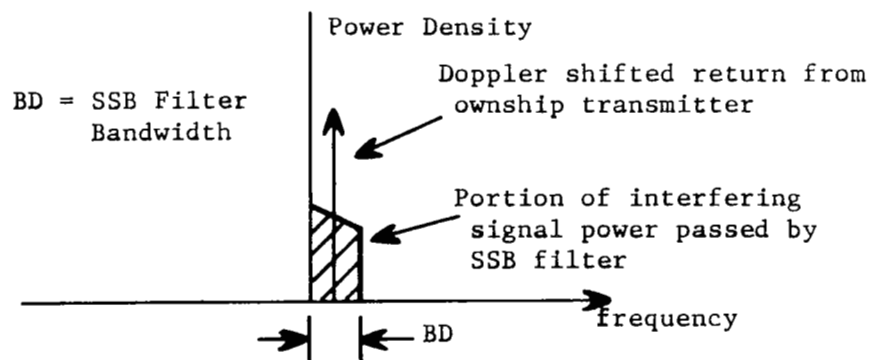 Power Density
Doppler shifted return from
ownship transmitter
BD = SSB Filter
Bandwidth
Portion of interfering
signal power passed by
SSB filter
frequency
BD